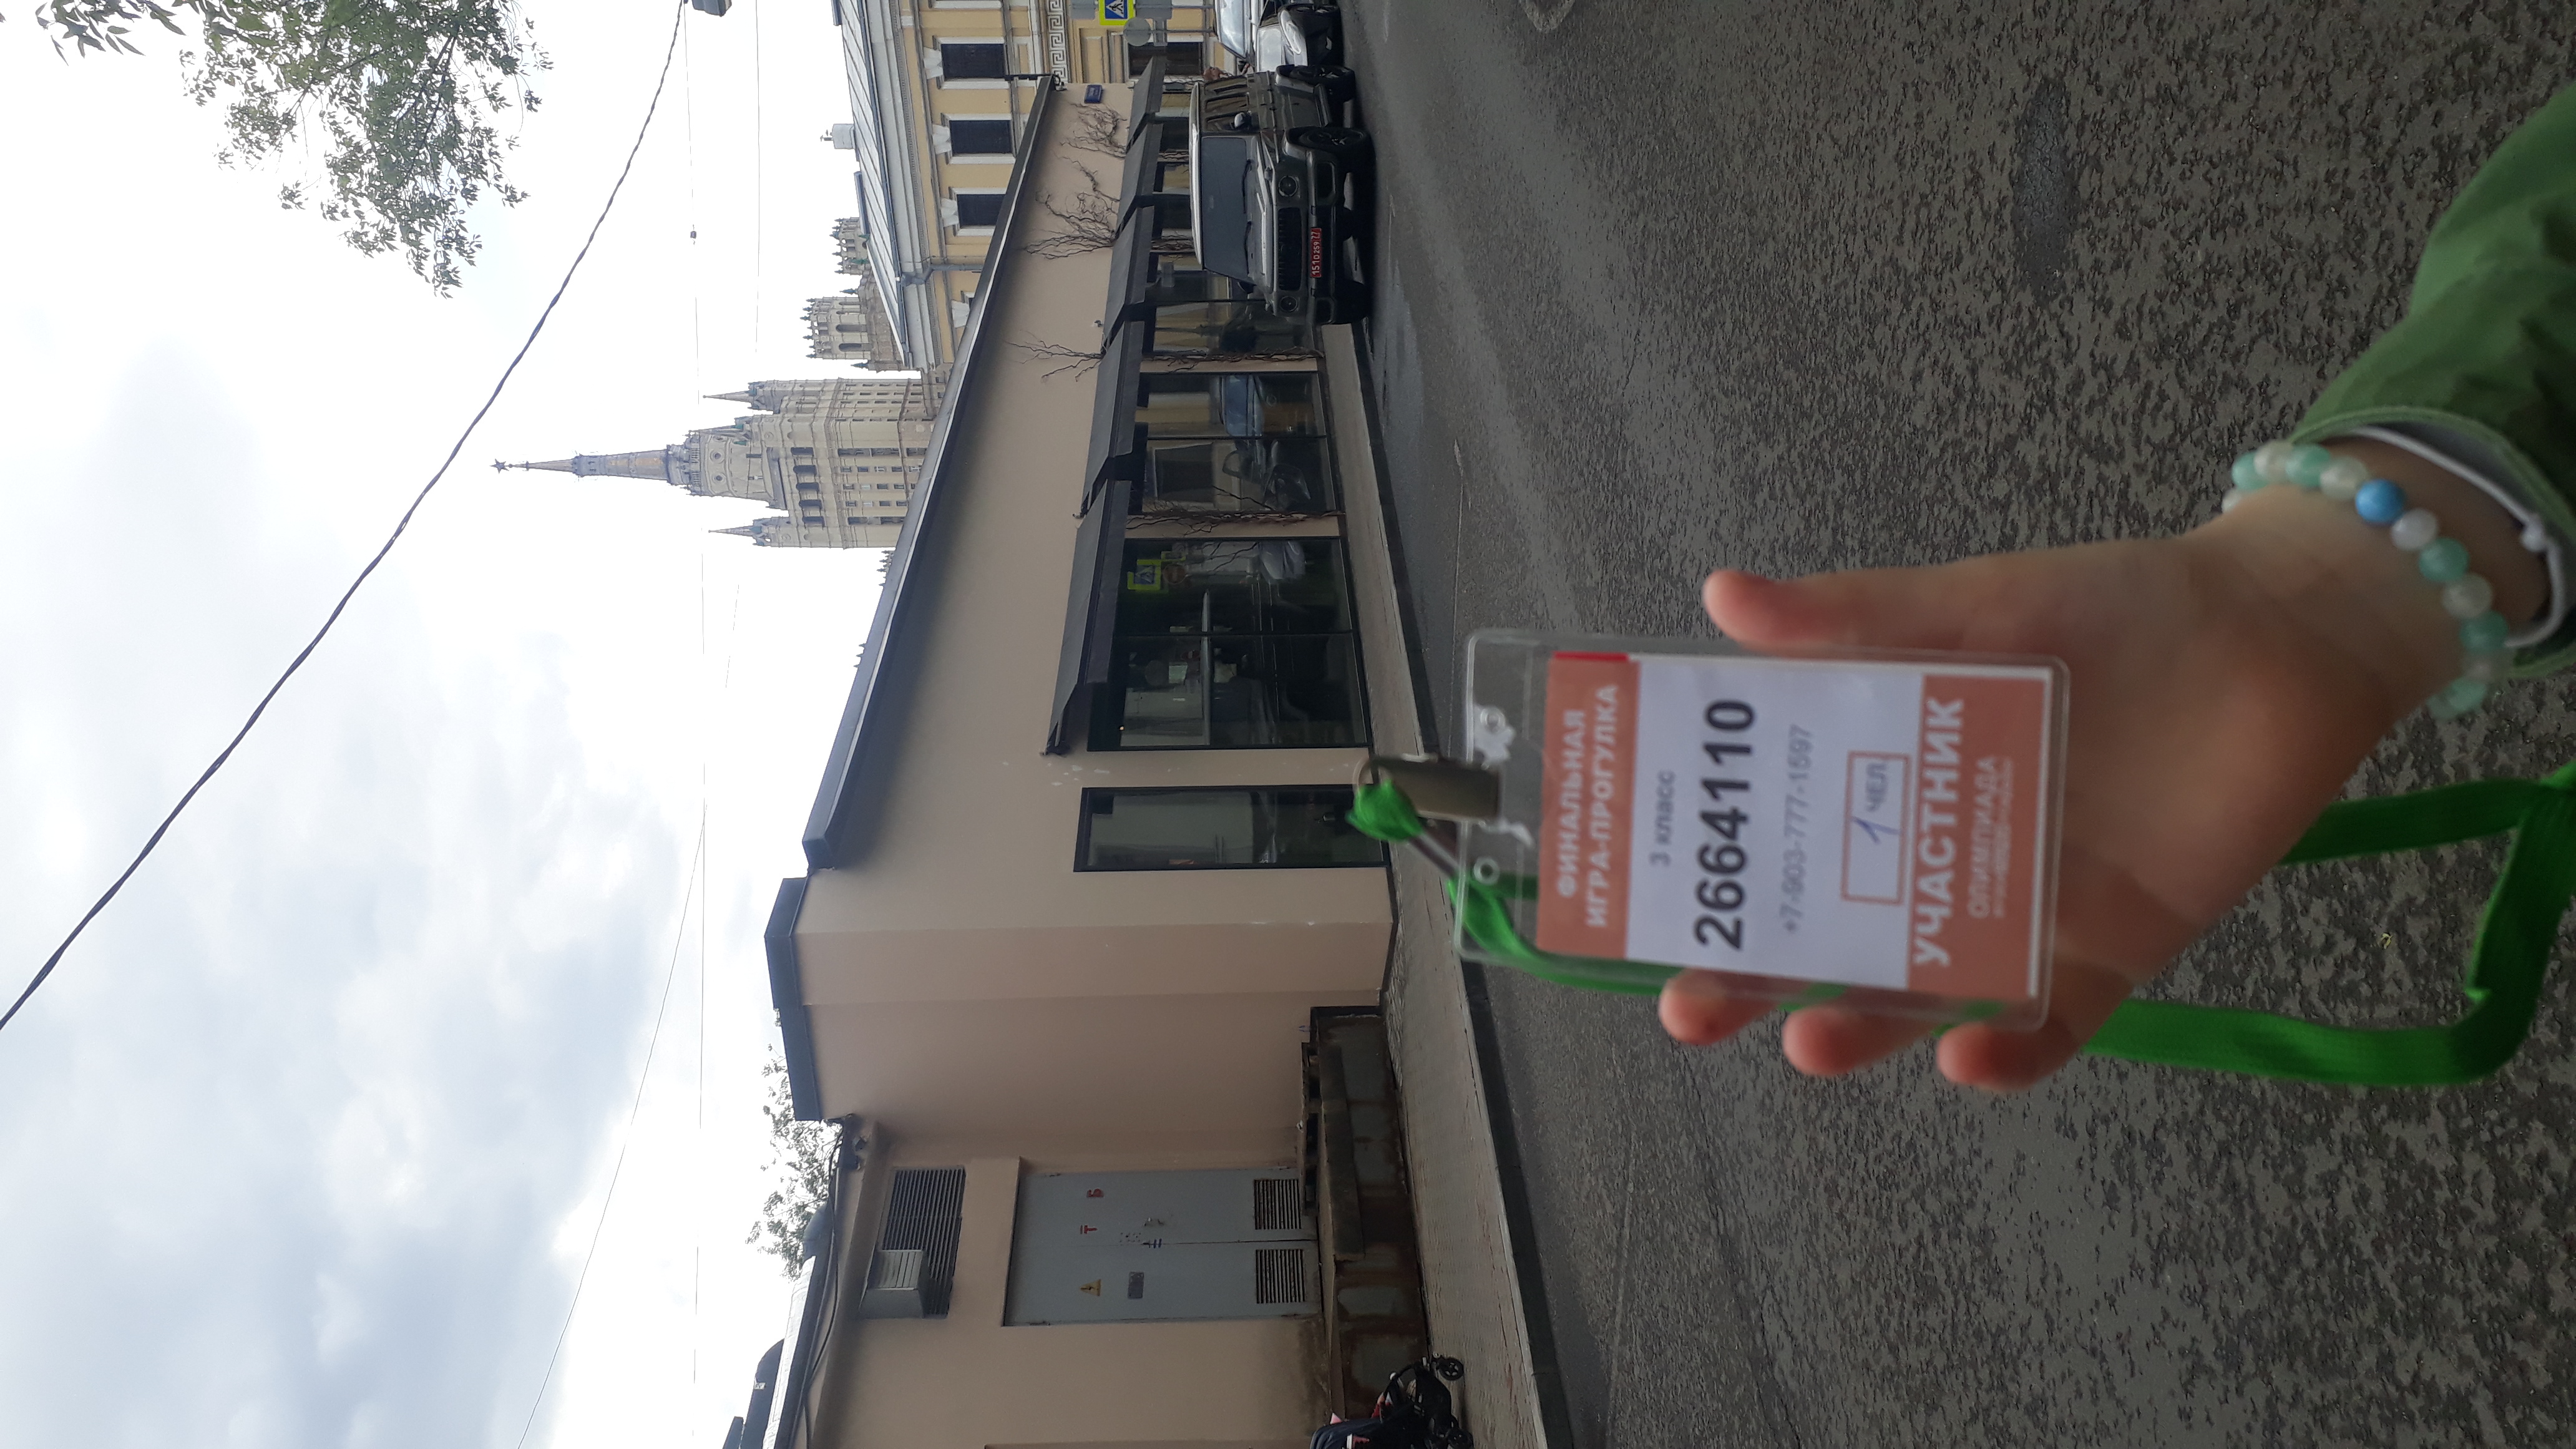 ФИНАЛЬНАЯ
ИГРА-ПРОГУЛКА
3 класс
2664110
+7-903-777-1597
1 ЧЕЛ.
УЧАСТНИК
ОЛИМПИАДА
Т Б